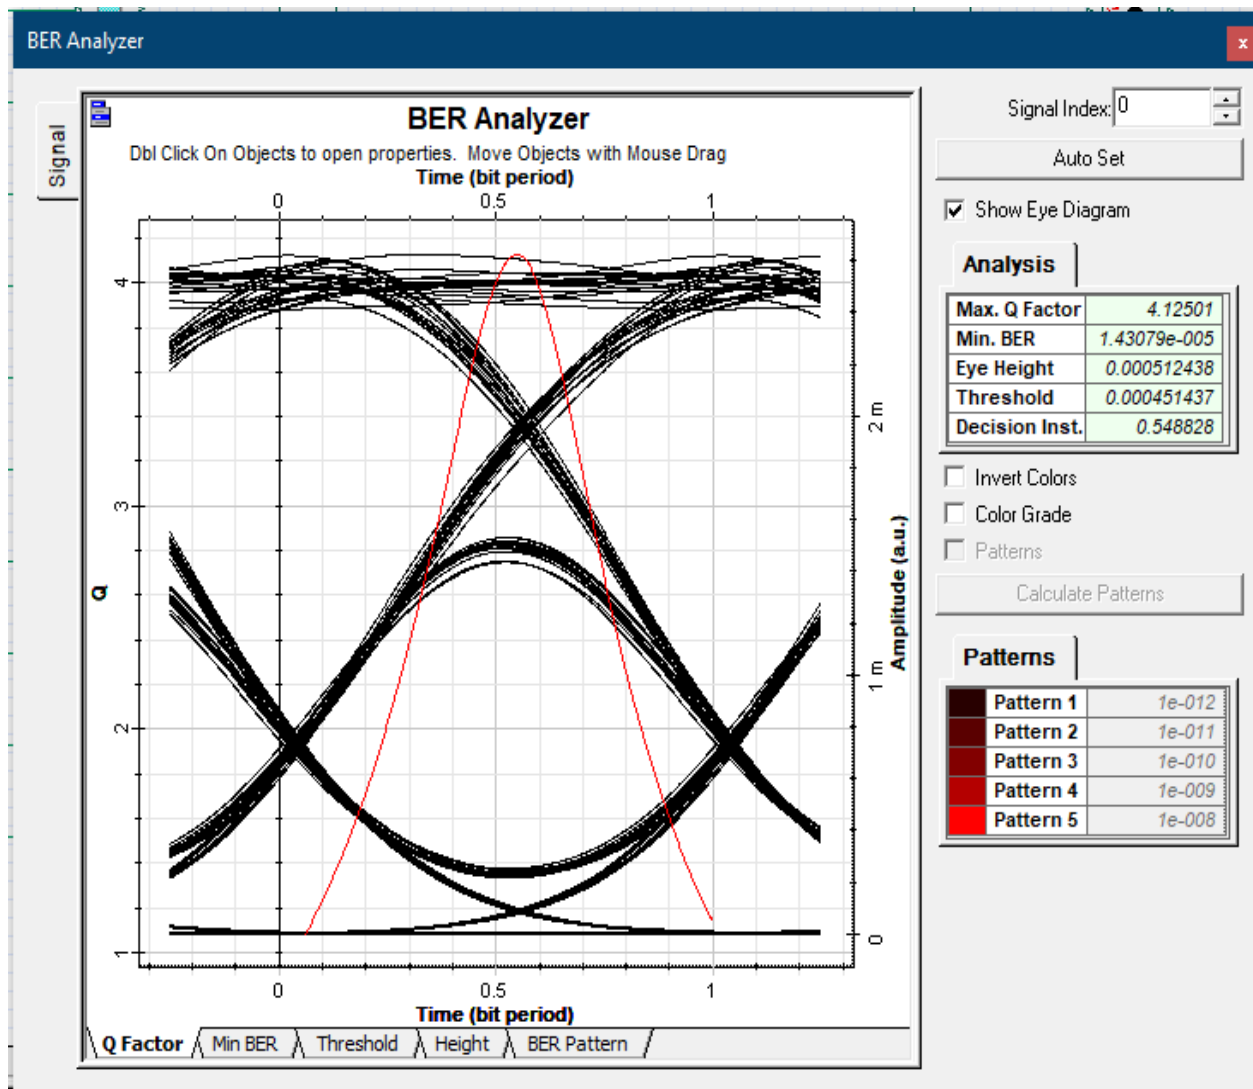 BER Analyzer
x
Signal
BER Analyzer
Dbl Click On Objects to open properties. Move Objects with Mouse Drag
Time (bit period)
0 0.5 1
Q
4
3
2
1
Amplitude (a.u.)
2 m
1 m
0
0 0.5 1
Time (bit period)
Q Factor Min BER Threshold Height BER Pattern
Signal Index: 0
Auto Set
Show Eye Diagram
Analysis
Max. Q Factor 4.12501
Min. BER 1.43079e-005
Eye Height 0.000512438
Threshold 0.000451437
Decision Inst. 0.548828
Invert Colors
Color Grade
Patterns
Calculate Patterns
Patterns
Pattern 1 1e-012
Pattern 2 1e-011
Pattern 3 1e-010
Pattern 4 1e-009
Pattern 5 1e-008